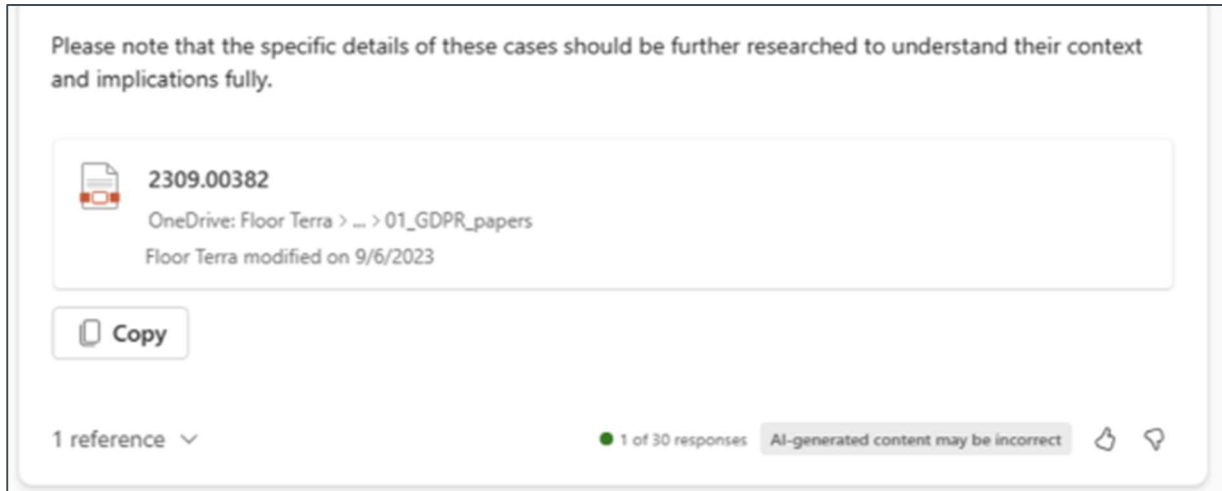 Please note that the specific details of these cases should be further researched to understand their context
and implications fully.
2309.00382
OneDrive: Floor Terra > ... > 01_GDPR_papers
Floor Terra modified on 9/6/2023
Copy
1 reference
1 of 30 responses AI-generated content may be incorrect